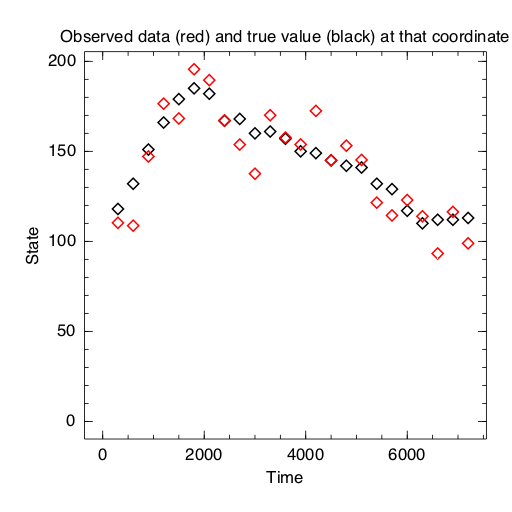 Observed data (red) and true value (black) at that coordinate
200
150
100
50
0
State
0 2000 4000 6000
Time